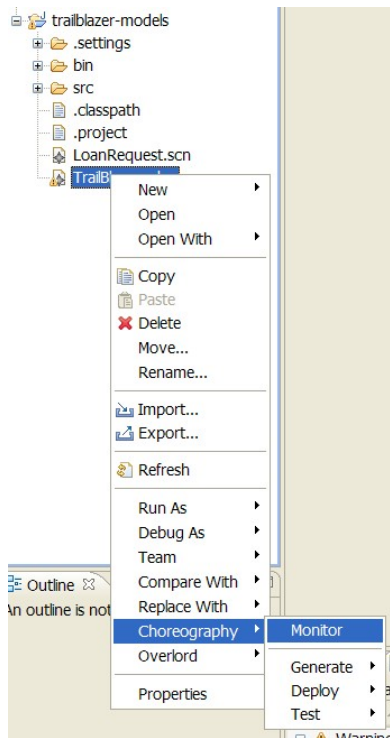 trailblazer-models
.settings
bin
src
.classpath
.project
LoanRequest.scn
New
Open
Open With
Copy
Paste
Delete
Move...
Rename...
Import...
Export...
Refresh
Run As
Debug As
Team
Compare With
Replace With
Choreography
Overlord
Properties
Monitor
Generate
Deploy
Test
Outline
An outline is not